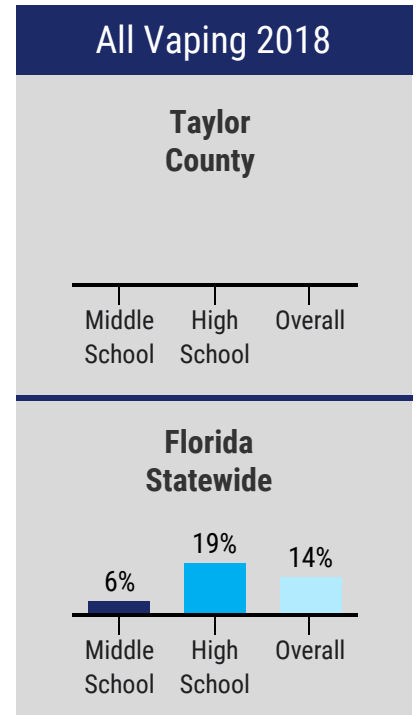 All Vaping 2018
Taylor
County
Middle High Overall
School School
Florida
Statewide
6% 19% 14%
Middle High Overall
School School